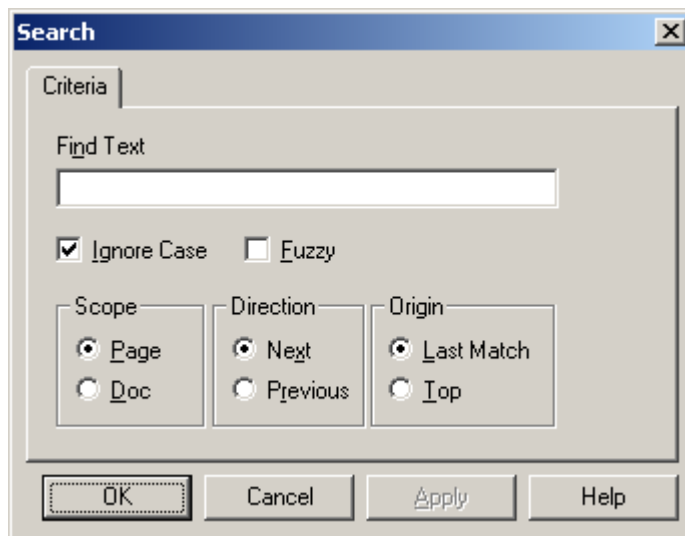 Search
Criteria
Find Text
Ignore Case Fuzzy
Scope Direction Origin
Page Next Last Match
Doc Previous Top
OK Cancel Apply Help